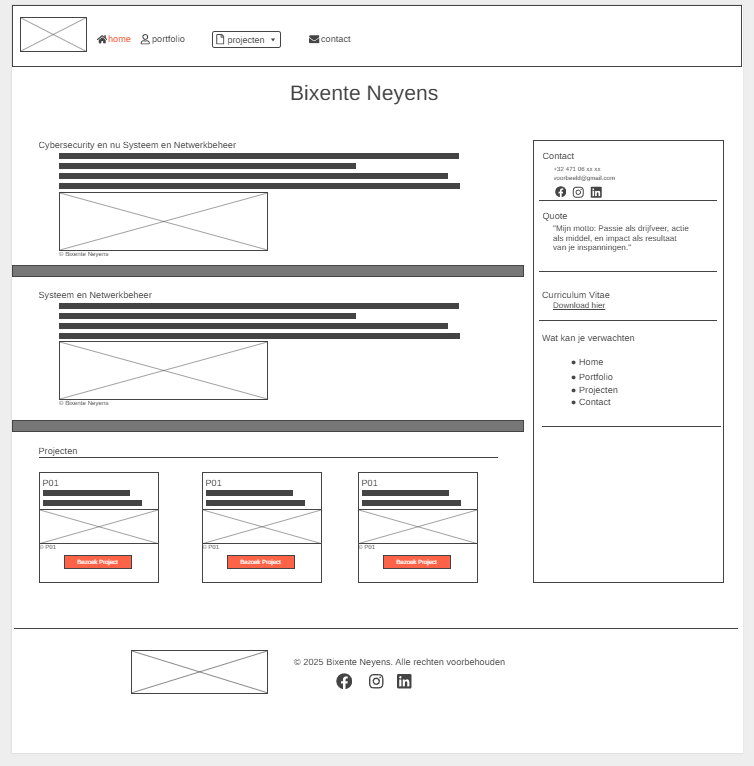 home portfolio projecten contact
Bixente Neyens
Cybersecurity en nu Systeem en Netwerkbeheer
© Bixente Neyens
Systeem en Netwerkbeheer
© Bixente Neyens
Projecten
P01 P01 P01
© P01 © P01 © P01
Bezoek Project Bezoek Project Bezoek Project
Contact
+32 471 06 xx xx
voorbeeld@gmail.com
Quote
"Mijn motto: Passie als drijfveer, actie
als middel, en impact als resultaat
van je inspanningen."
Curriculum Vitae
Download hier
Wat kan je verwachten
● Home
● Portfolio
● Projecten
● Contact
© 2025 Bixente Neyens. Alle rechten voorbehouden